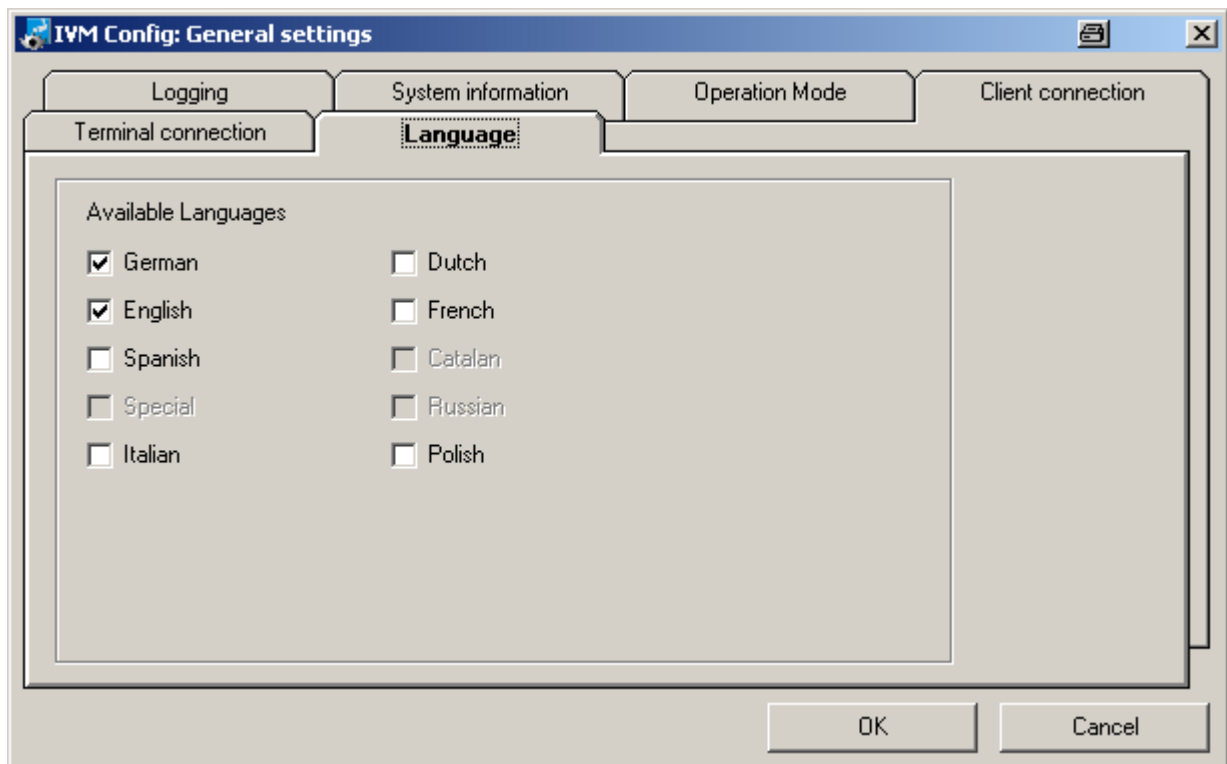 IVM Config: General settings
Logging
System information
Operation Mode
Client connection
Terminal connection
Language
Available Languages
German
Dutch
English
French
Spanish
Catalan
Special
Russian
Italian
Polish
OK
Cancel